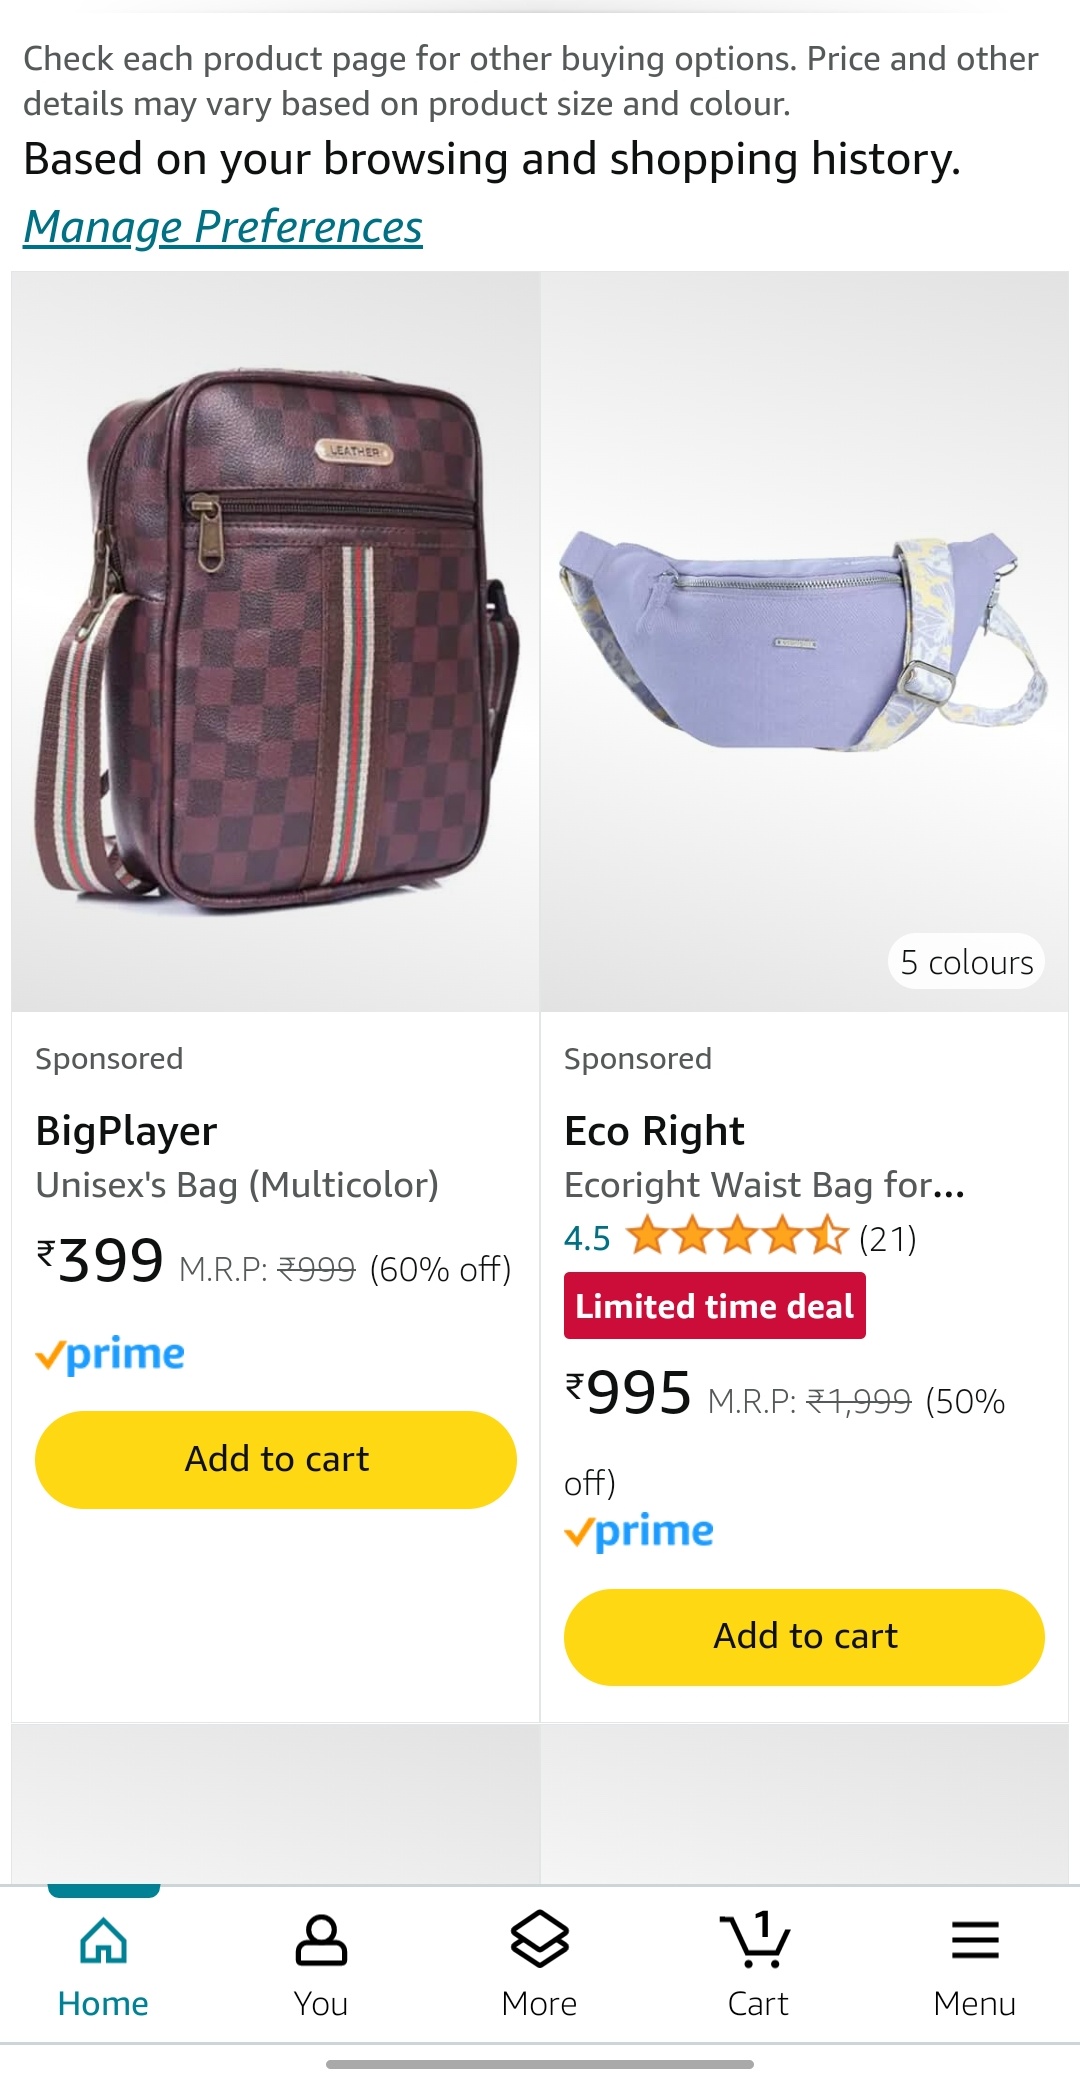 Check each product page for other buying options. Price and other
details may vary based on product size and colour.
Based on your browsing and shopping history.
Manage Preferences
LEATHER
5 colours
Sponsored
BigPlayer
Unisex's Bag (Multicolor)
₹399 M.R.P: ₹999 (60% off)
prime
Add to cart
Sponsored
Eco Right
Ecoright Waist Bag for...
4.5 (21)
Limited time deal
₹995 M.R.P: ₹1,999 (50%
off)
prime
Add to cart
Home
You
More
1
Cart
Menu